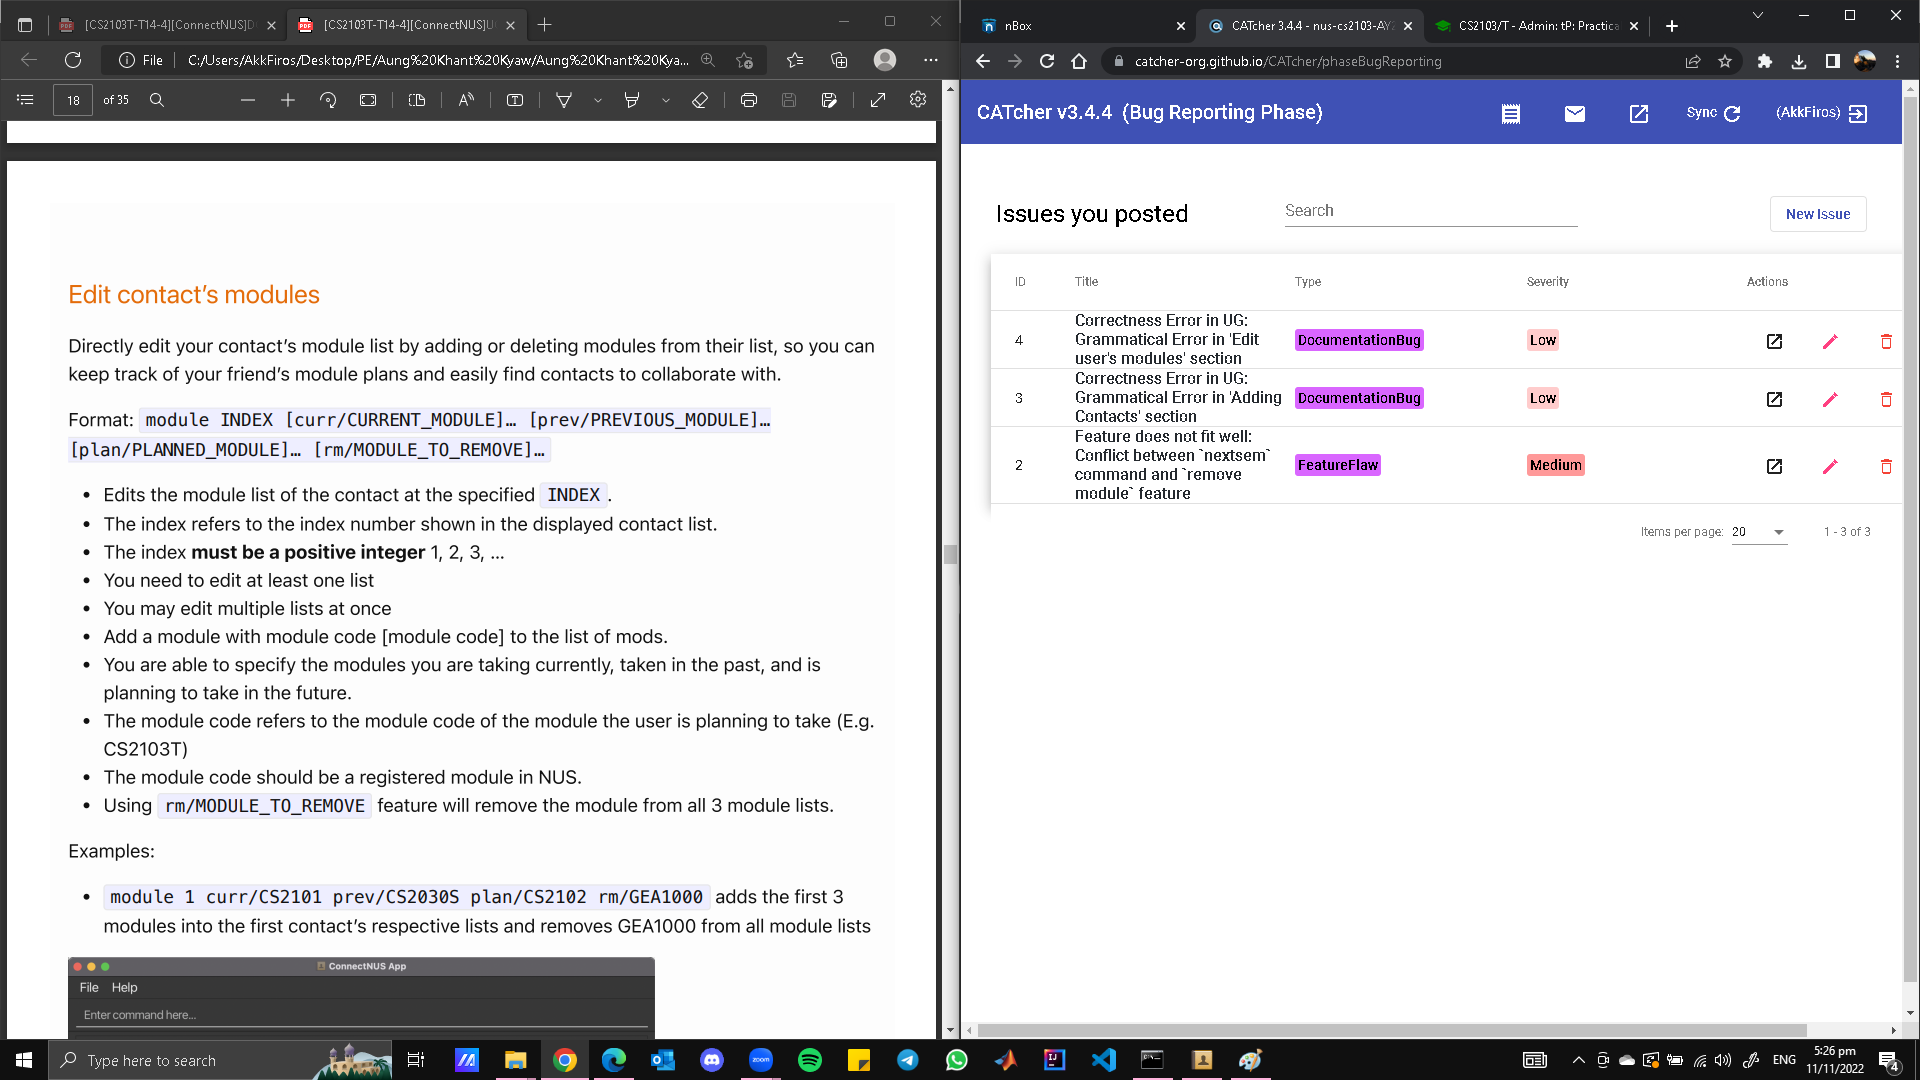 [CS2103T-T14-4][ConnectNUS]D
[CS2103T-T14-4][ConnectNUS]U
File
C:/Users/AkkFiros/Desktop/PE/Aung%20Khant%20Kyaw/Aung%20Khant%20Kya...
18 of 35
Edit contact's modules
Directly edit your contact's module list by adding or deleting modules from their list, so you can
keep track of your friend's module plans and easily find contacts to collaborate with.
Format: module INDEX [curr/CURRENT_MODULE]… [prev/PREVIOUS_MODULE]…
[plan/PLANNED_MODULE]… [rm/MODULE_TO_REMOVE]…
• Edits the module list of the contact at the specified INDEX.
• The index refers to the index number shown in the displayed contact list.
• The index must be a positive integer 1, 2, 3, …
• You need to edit at least one list
• You may edit multiple lists at once
• Add a module with module code [module code] to the list of mods.
• You are able to specify the modules you are taking currently, taken in the past, and is
planning to take in the future.
• The module code refers to the module code of the module the user is planning to take (E.g.
CS2103T)
• The module code should be a registered module in NUS.
• Using rm/MODULE_TO_REMOVE feature will remove the module from all 3 module lists.
Examples:
• module 1 curr/CS2101 prev/CS2030S plan/CS2102 rm/GEA1000 adds the first 3
modules into the first contact's respective lists and removes GEA1000 from all module lists
ConnectNUS App
File Help
Enter command here...
nBox
CATcher 3.4.4 - nus-cs2103-AY2
CS2103/T - Admin: tP: Practica
catcher-org.github.io/CATcher/phaseBugReporting
CATcher v3.4.4 (Bug Reporting Phase)
Sync
(AkkFiros)
Issues you posted
Search
New Issue
ID Title Type Severity Actions
4
Correctness Error in UG:
Grammatical Error in 'Edit
user's modules' section
DocumentationBug
Low
3
Correctness Error in UG:
Grammatical Error in 'Adding
Contacts' section
DocumentationBug
Low
2
Feature does not fit well:
Conflict between `nextsem`
command and `remove
module` feature
FeatureFlaw
Medium
Items per page: 20 1 - 3 of 3
Type here to search
zoom
ENG
5:26 pm
11/11/2022
4